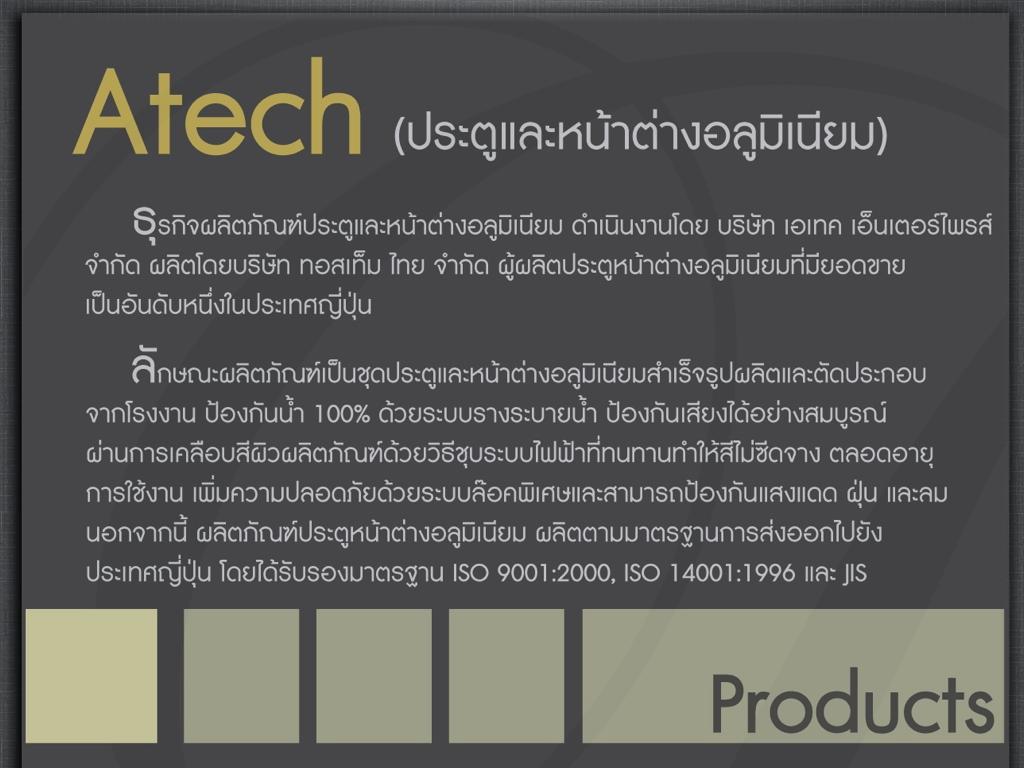 Atech (ประตูและหน้าต่างอลูมิเนียม)
ธุรกิจผลิตภัณฑ์ประตูและหน้าต่างอลูมิเนียม ดำเนินงานโดย บริษัท เอเทค เอ็นเตอร์ไพรส์
จำกัด ผลิตโดยบริษัท ทอสเท็ม ไทย จำกัด ผู้ผลิตประตูหน้าต่างอลูมิเนียมที่มียอดขาย
เป็นอันดับหนึ่งในประเทศญี่ปุ่น
ลักษณะผลิตภัณฑ์เป็นชุดประตูและหน้าต่างอลูมิเนียมสำเร็จรูปผลิตและตัดประกอบ
จากโรงงาน ป้องกันน้ำ 100% ด้วยระบบรางระบายน้ำ ป้องกันเสียงได้อย่างสมบูรณ์
ผ่านการเคลือบสีผิวผลิตภัณฑ์ด้วยวิธีชุบระบบไฟฟ้าที่ทนทานทำให้สีไม่ซีดจาง ตลอดอายุ
การใช้งาน เพิ่มความปลอดภัยด้วยระบบล๊อคพิเศษและสามารถป้องกันแสงแดด ฝุ่น และลม
นอกจากนี้ ผลิตภัณฑ์ประตูหน้าต่างอลูมิเนียม ผลิตตามมาตรฐานการส่งออกไปยัง
ประเทศญี่ปุ่น โดยได้รับรองมาตรฐาน ISO 9001:2000, ISO 14001:1996 และ JIS
Products